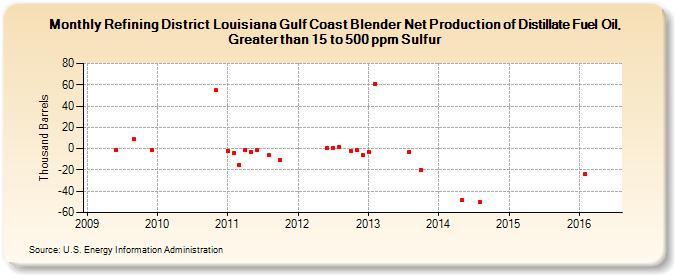 Monthly Refining District Louisiana Gulf Coast Blender Net Production of Distillate Fuel Oil,
Greater than 15 to 500 ppm Sulfur
Thousand Barrels
80
60
40
20
0
-20
-40
-60
2009 2010 2011 2012 2013 2014 2015 2016
Source: U.S. Energy Information Administration